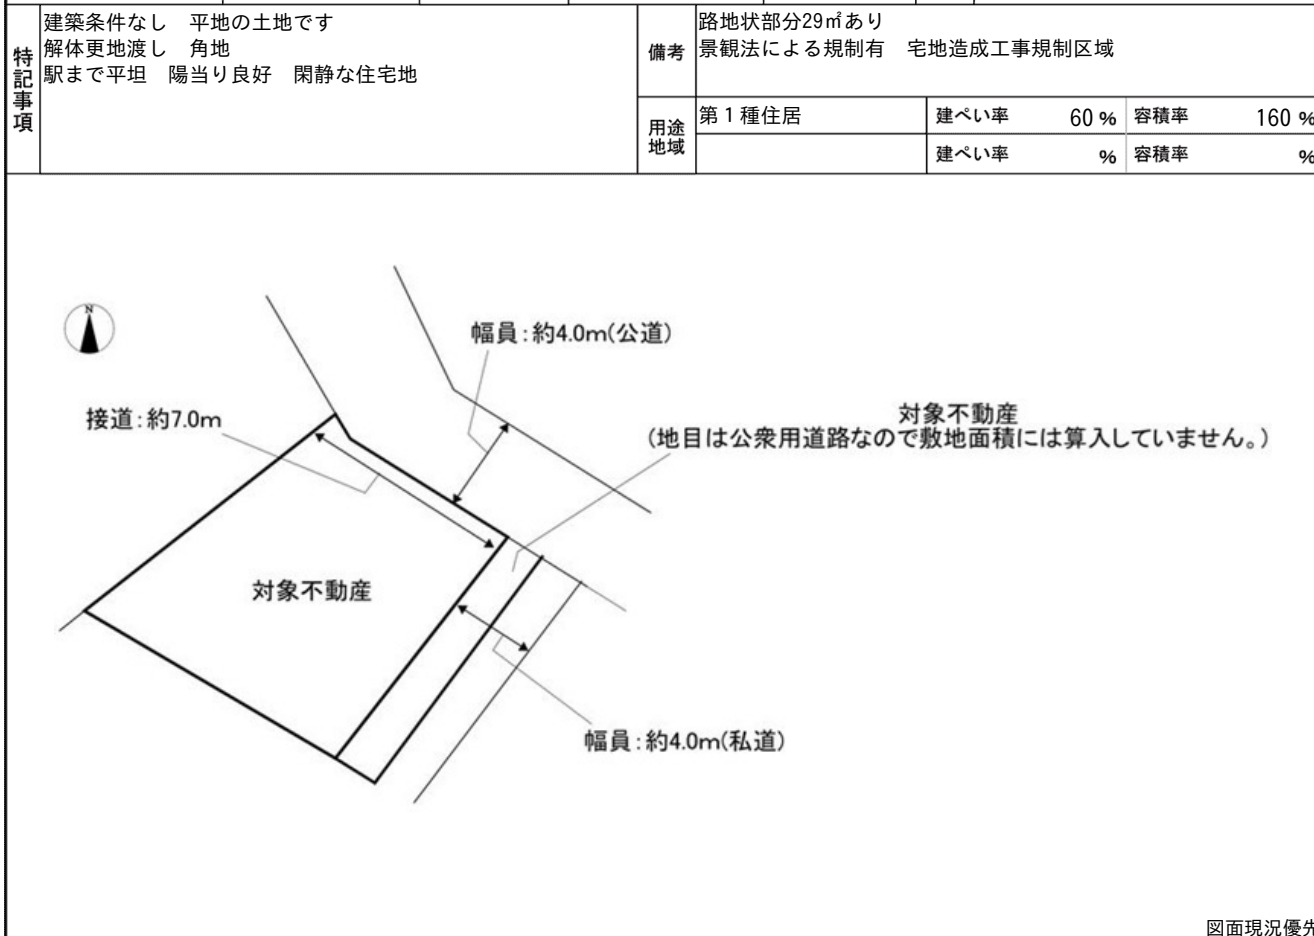 特記事項
建築条件なし　平地の土地です
解体更地渡し　角地
駅まで平坦　陽当り良好　閑静な住宅地
備考
路地状部分29㎡あり
景観法による規制有　宅地造成工事規制区域
用途地域
第１種住居 建ぺい率 60 % 容積率 160 %
建ぺい率 % 容積率 %
N
幅員:約4.0m(公道)
接道:約7.0m
対象不動産
(地目は公衆用道路なので敷地面積には算入していません。)
対象不動産
幅員:約4.0m(私道)
図面現況優先